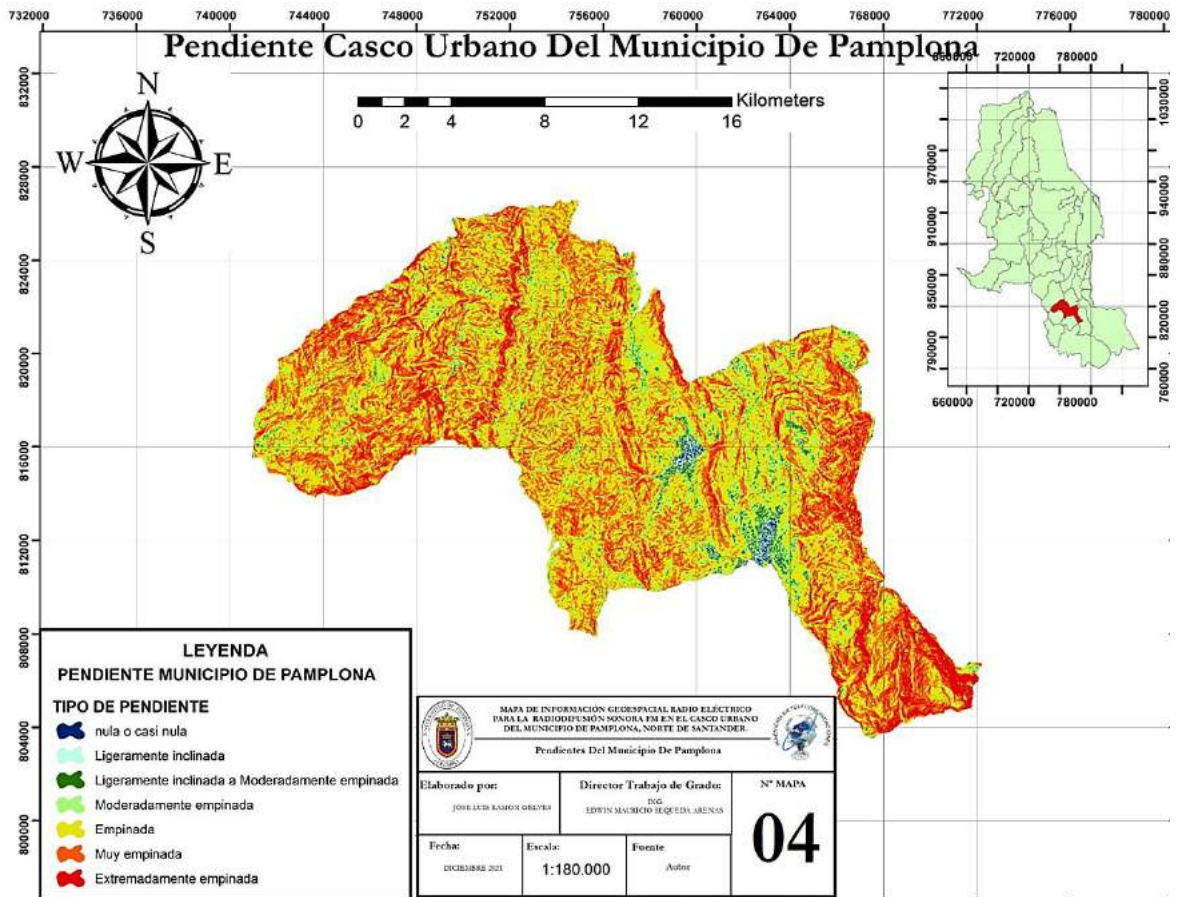 732000 736000 740000 744000 748000 752000 756000 760000 764000 768000 772000 776000 780000
Pendiente Casco Urbano Del Municipio De Pamplona
N
W E
S
Kilometers
0 2 4 8 12 16
720000 780000
660000 720000 780000
1030000
1000000
970000
940000
910000
880000
850000
820000
790000
760000
832000
828000
824000
820000
816000
812000
808000
804000
800000
LEYENDA
PENDIENTE MUNICIPIO DE PAMPLONA
TIPO DE PENDIENTE
nula o casi nula
Ligeramente inclinada
Ligeramente inclinada a Moderadamente empinada
Moderadamente empinada
Empinada
Muy empinada
Extremadamente empinada
MAPA DE INFORMACIÓN GEOESPACIAL RADIO ELÉCTRICO
PARA LA RADIODIFUSIÓN SONORA FM EN EL CASCO URBANO
DEL MUNICIPIO DE PAMPLONA, NORTE DE SANTANDER.
Pendientes Del Municipio De Pamplona
Elaborado por:
JOSE LUIS RAMON GELVES
Director Trabajo de Grado:
ING.
EDWIN MAURICIO SEQUEDA ARENAS
N° MAPA
04
Fecha:
DICIEMBRE 2021
Escala:
1:180.000
Fuente
Autor